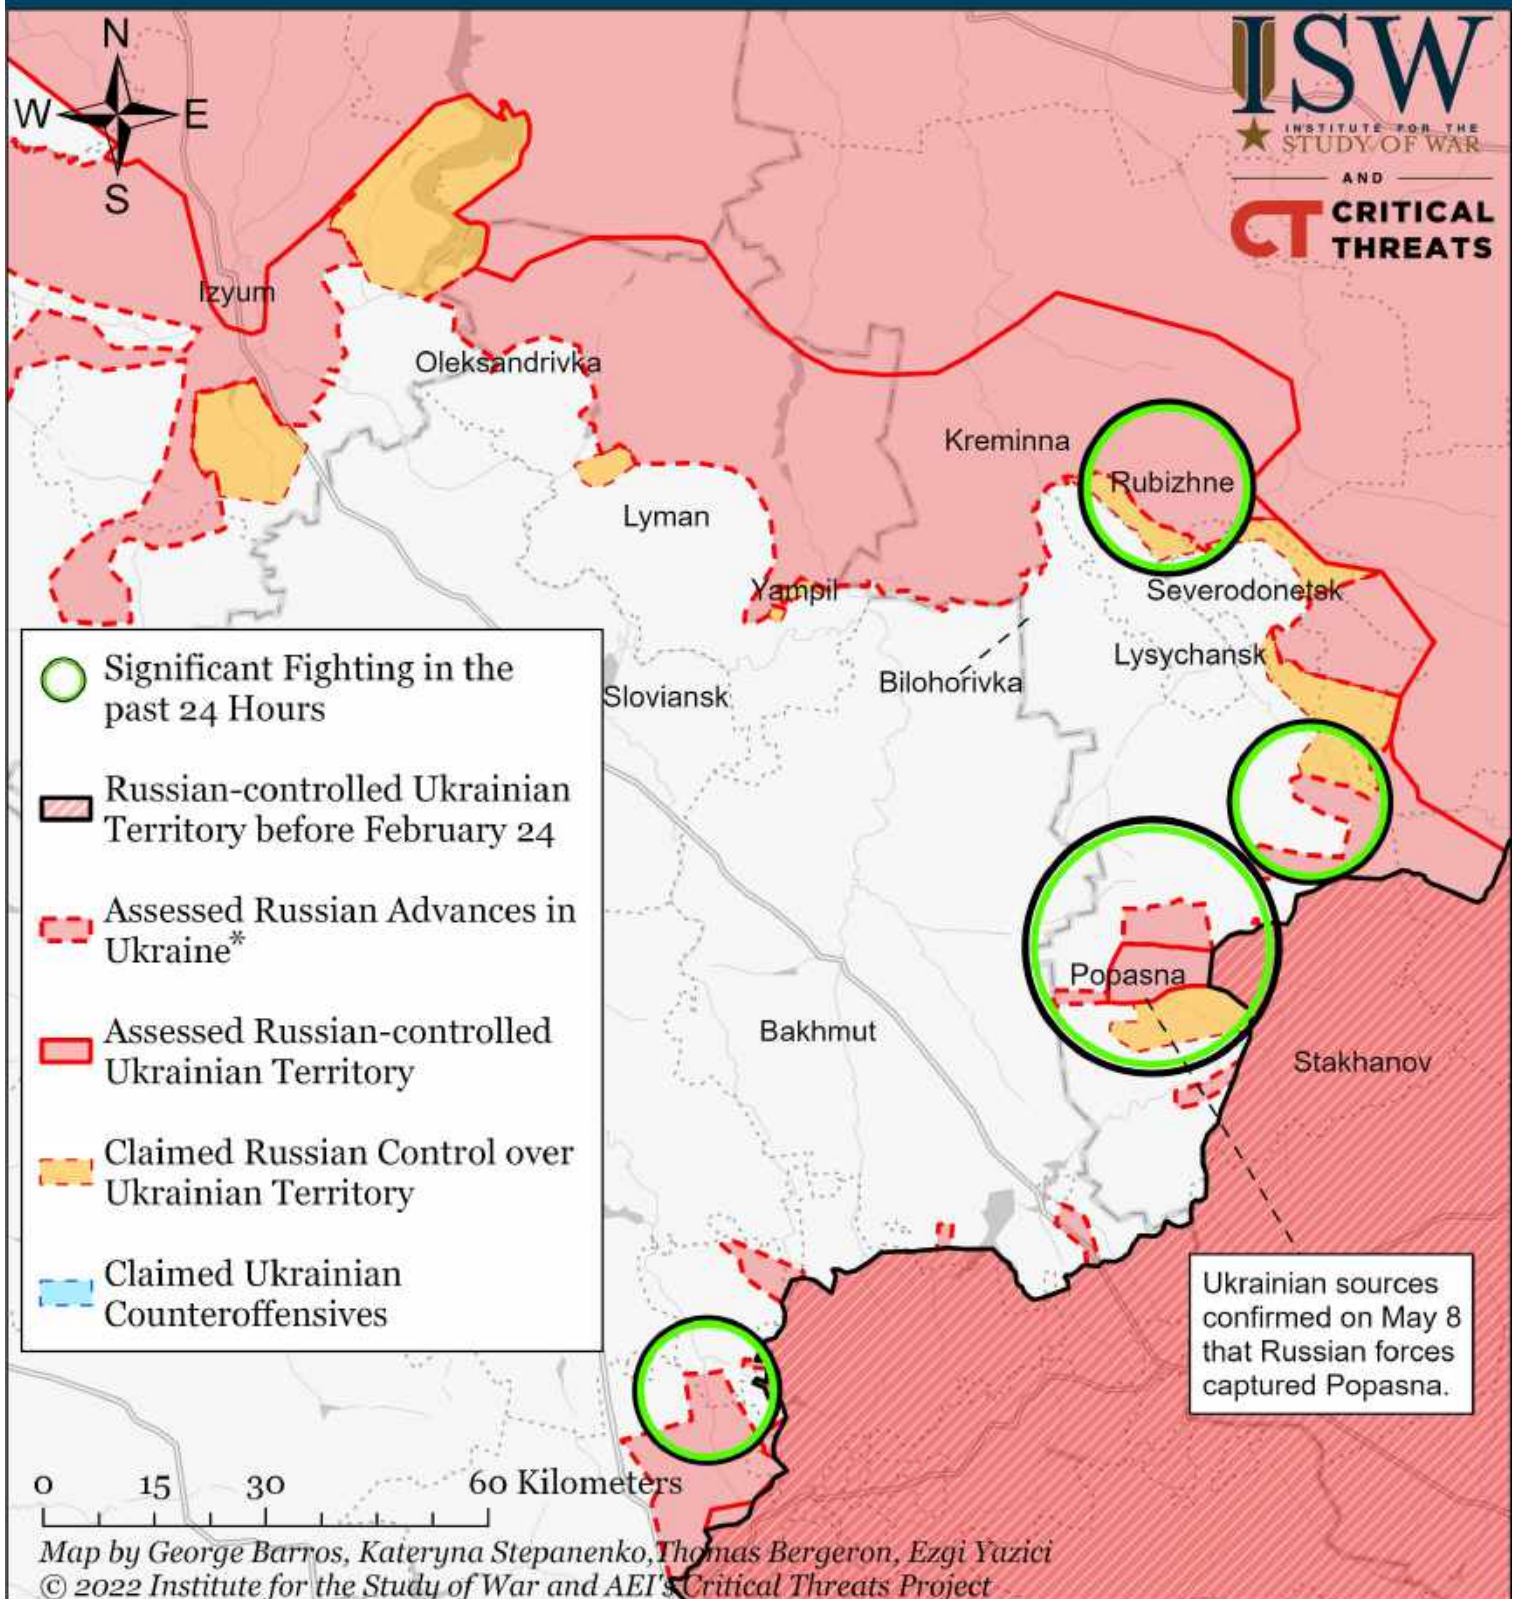 N
W E
S
ISW
INSTITUTE FOR THE
STUDY OF WAR
AND
CT CRITICAL
THREATS
Izyum
Oleksandrivka
Kreminna
Rubizhne
Lyman
Yampil
Severodonetsk
Lysychansk
Bilohorivka
Sloviansk
Popasna
Bakhmut
Stakhanov
Significant Fighting in the
past 24 Hours
Russian-controlled Ukrainian
Territory before February 24
Assessed Russian Advances in
Ukraine*
Assessed Russian-controlled
Ukrainian Territory
Claimed Russian Control over
Ukrainian Territory
Claimed Ukrainian
Counteroffensives
Ukrainian sources
confirmed on May 8
that Russian forces
captured Popasna.
0 15 30 60 Kilometers
Map by George Barros, Kateryna Stepanenko,Thomas Bergeron, Ezgi Yazici
© 2022 Institute for the Study of War and AEI's Critical Threats Project